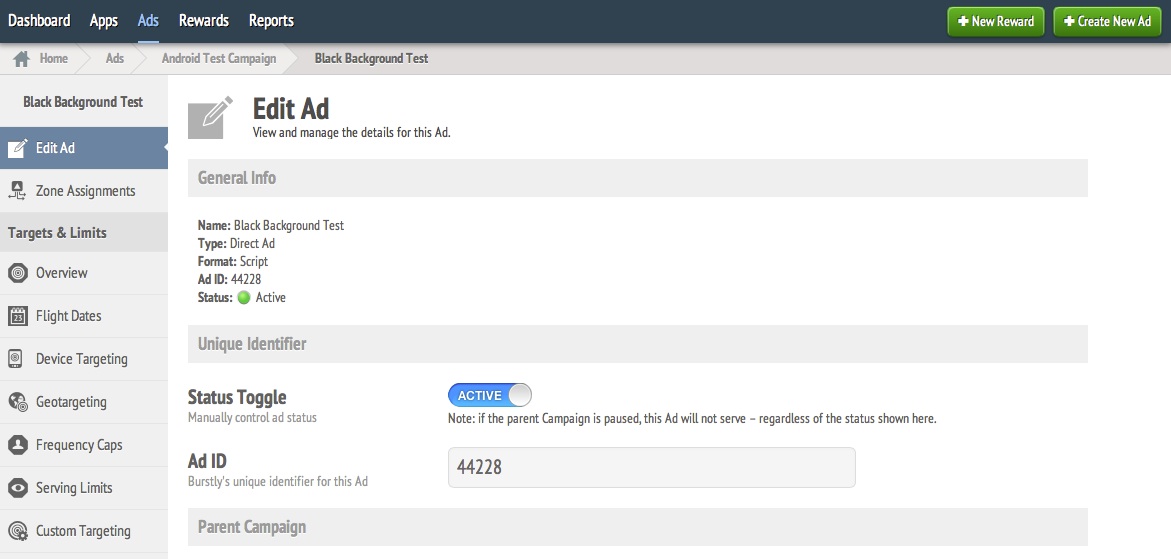 Dashboard Apps Ads Rewards Reports
+ New Reward
+ Create New Ad
Home Ads Android Test Campaign Black Background Test
Black Background Test
Edit Ad
Zone Assignments
Targets & Limits
Overview
23
Flight Dates
Device Targeting
Geotargeting
Frequency Caps
Serving Limits
Custom Targeting
Edit Ad
View and manage the details for this Ad.
General Info
Name: Black Background Test
Type: Direct Ad
Format: Script
Ad ID: 44228
Status: Active
Unique Identifier
Status Toggle
Manually control ad status
ACTIVE
Note: if the parent Campaign is paused, this Ad will not serve – regardless of the status shown here.
Ad ID
Burstly's unique identifier for this Ad
44228
Parent Campaign